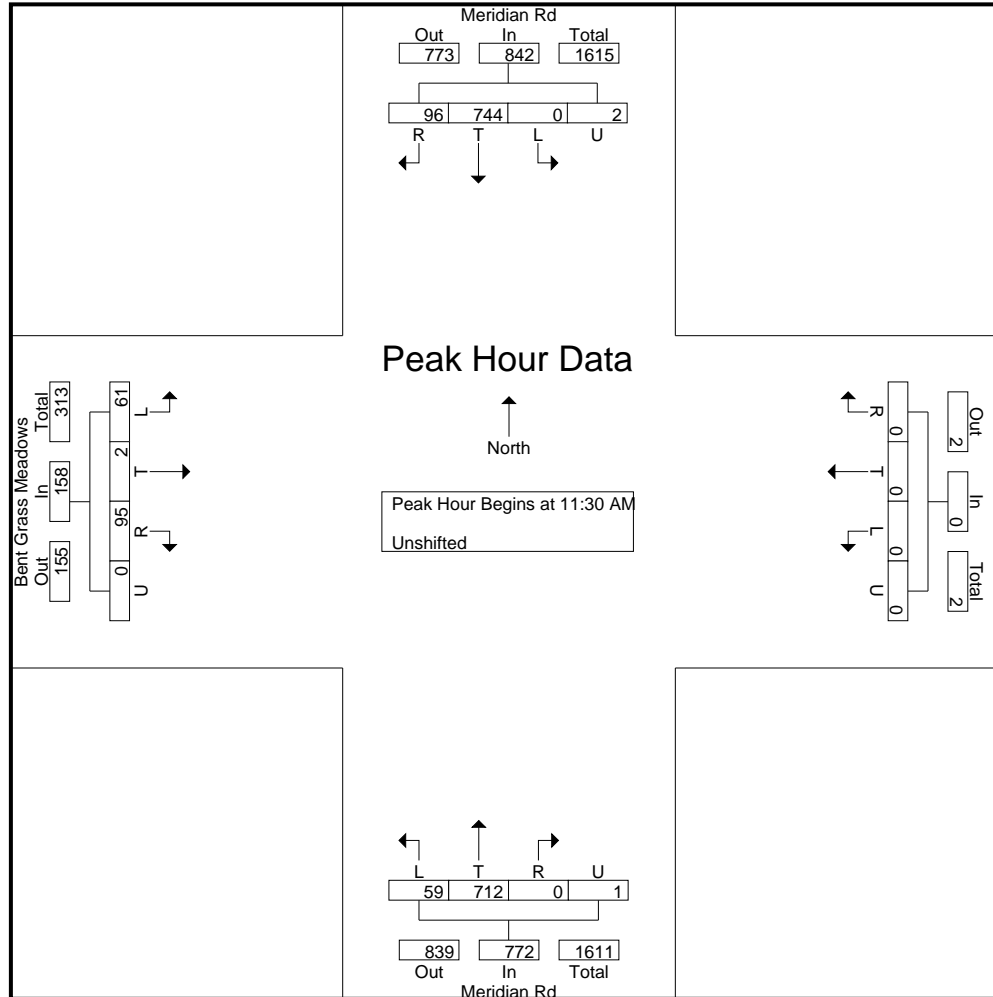 Meridian Rd
Out In Total
773 842 1615
96 744 0 2
R T L U
Peak Hour Data
North
Peak Hour Begins at 11:30 AM
Unshifted
Bent Grass Meadows
Out In Total
155 158 313
61 2 95 0
L T R U
Out In Total
2 0 2
R T L U
0 0 0 0
L T R U
59 712 0 1
839 772 1611
Out In Total
Meridian Rd